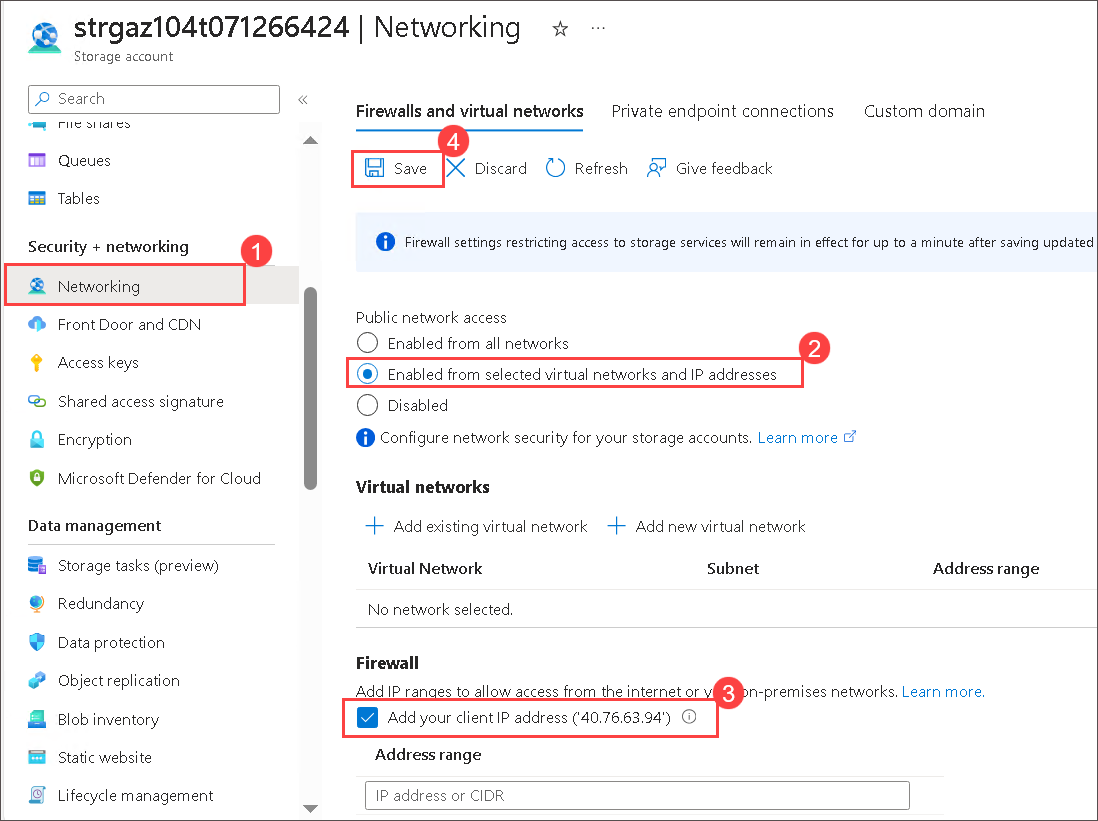 strgaz104t071266424 | Networking
Storage account
Search
File shares
Queues
Tables
Security + networking
1
Networking
Front Door and CDN
Access keys
Shared access signature
Encryption
Microsoft Defender for Cloud
Data management
Storage tasks (preview)
Redundancy
Data protection
Object replication
Blob inventory
Static website
Lifecycle management
Firewalls and virtual networks Private endpoint connections Custom domain
4
Save Discard Refresh Give feedback
Firewall settings restricting access to storage services will remain in effect for up to a minute after saving updated
Public network access
Enabled from all networks
2
Enabled from selected virtual networks and IP addresses
Disabled
Configure network security for your storage accounts. Learn more
Virtual networks
Add existing virtual network Add new virtual network
Virtual Network Subnet Address range
No network selected.
Firewall
Add IP ranges to allow access from the internet or on-premises networks. Learn more.
3
Add your client IP address ('40.76.63.94')
Address range
IP address or CIDR